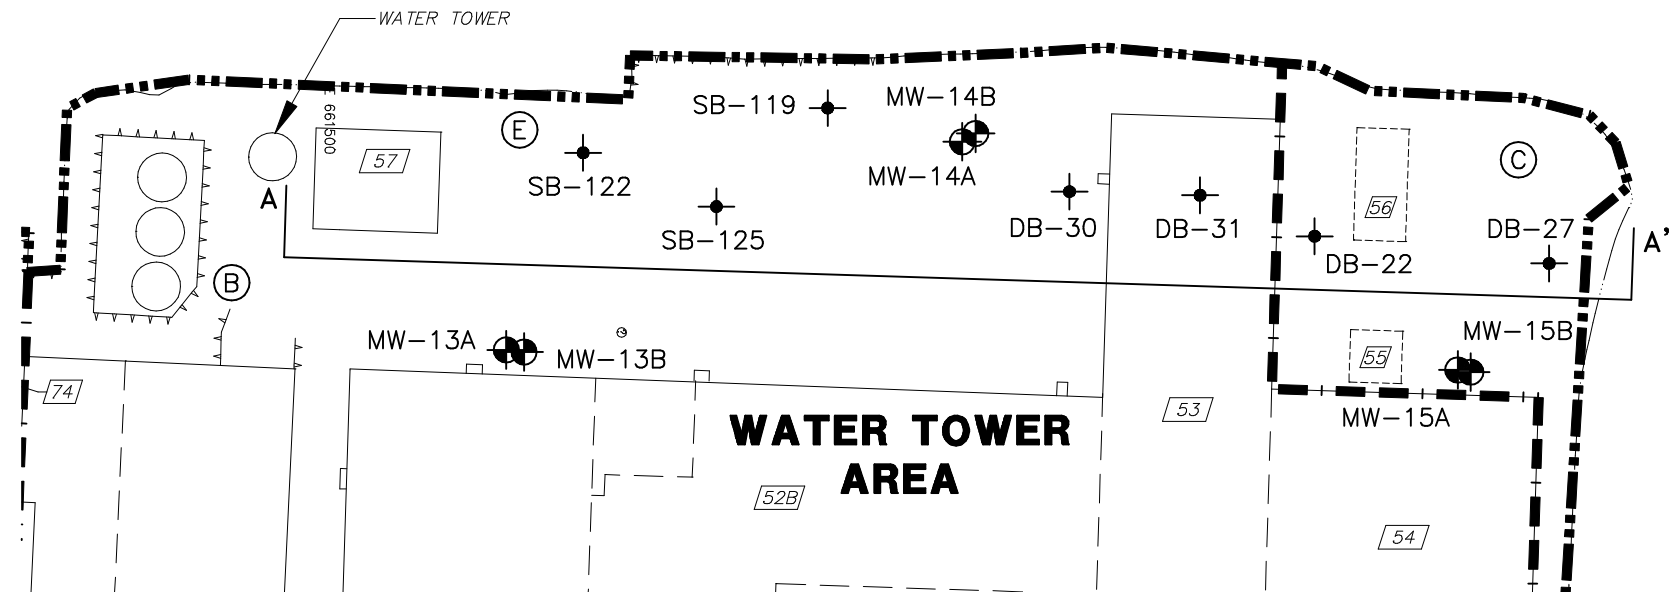 WATER TOWER
SB-119
MW-14B
E 661500
E
57
C
SB-122
MW-14A
A
56
SB-125
DB-30
DB-31
DB-27
A'
DB-22
B
MW-13A
MW-13B
MW-15B
55
74
MW-15A
53
WATER TOWER
AREA
52B
54